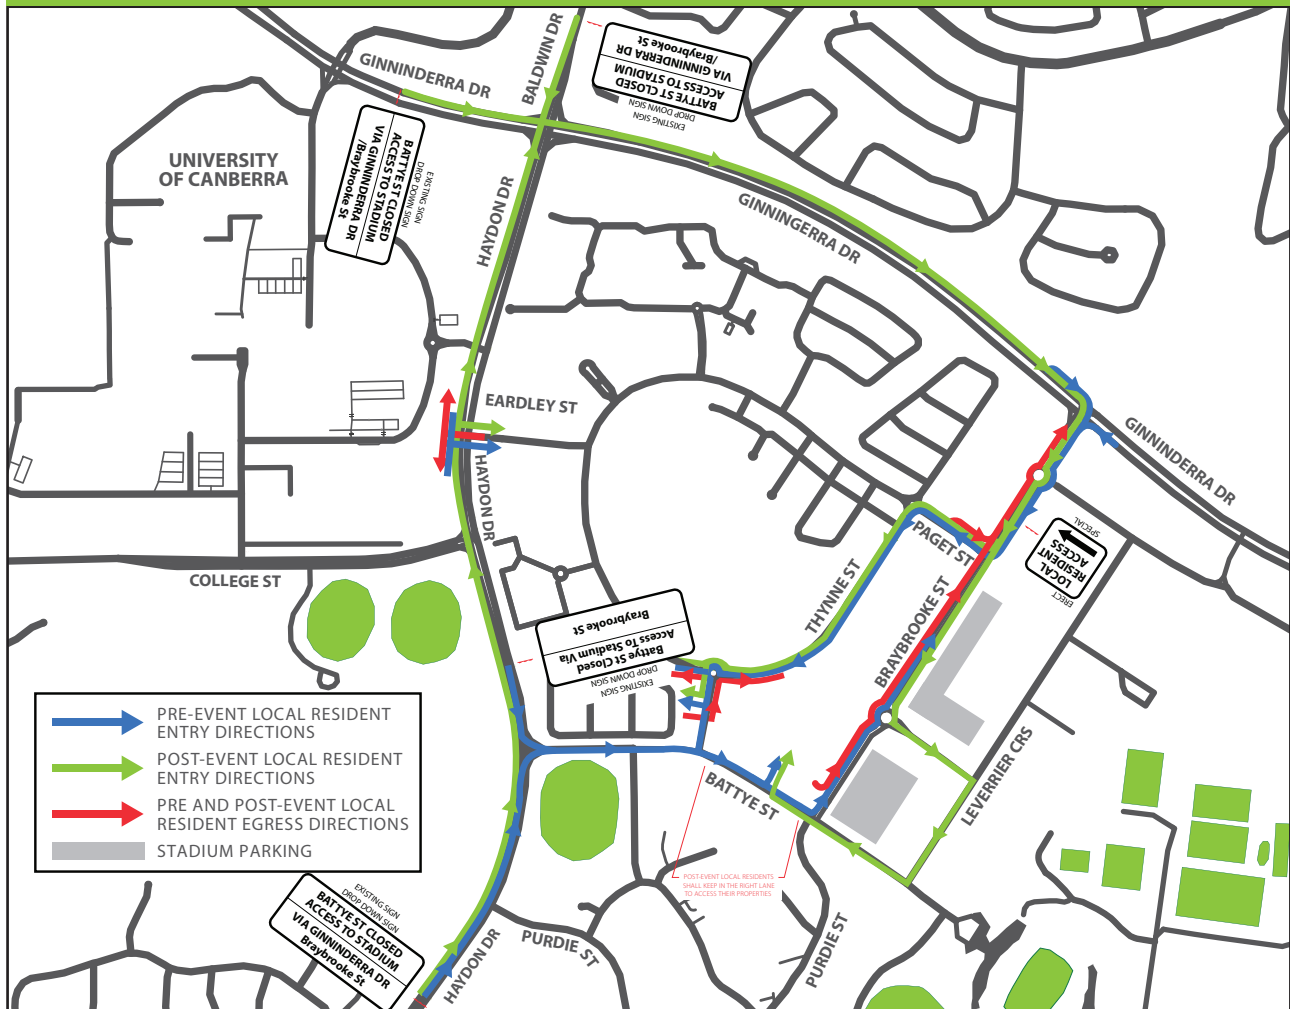 GINNINDERRA DR
BALDWIN DR
BATTYE ST CLOSED
ACCESS TO STADIUM
VIA GINNINDERRA DR
/Braybrooke St
EXISTING SIGN
DROP DOWN SIGN
UNIVERSITY
OF CANBERRA
BATTYE ST CLOSED
ACCESS TO STADIUM
VIA GINNINDERRA DR
/Braybrooke St
EXISTING SIGN
DROP DOWN SIGN
HAYDON DR
GINNINGERRA DR
EARDLEY ST
GINNINDERRA DR
HAYDON DR
PAGET ST
LOCAL
RESIDENT
ACCESS
SPECIAL
ERECT
COLLEGE ST
THYNNE ST
BRAYBROOKE ST
Battye St Closed
Access To Stadium Via
Braybrooke St
EXISTING SIGN
DROP DOWN SIGN
PRE-EVENT LOCAL RESIDENT
ENTRY DIRECTIONS
POST-EVENT LOCAL RESIDENT
ENTRY DIRECTIONS
PRE AND POST-EVENT LOCAL
RESIDENT EGRESS DIRECTIONS
STADIUM PARKING
BATTYE ST
LEVERRIER CRS
POST-EVENT LOCAL RESIDENTS
SHALL KEEP IN THE RIGHT LANE
TO ACCESS THEIR PROPERTIES
EXISTING SIGN
DROP DOWN SIGN
BATTYE ST CLOSED
ACCESS TO STADIUM
VIA GINNINDERRA DR
Braybrooke St
HAYDON DR
PURDIE ST
PURDIE ST